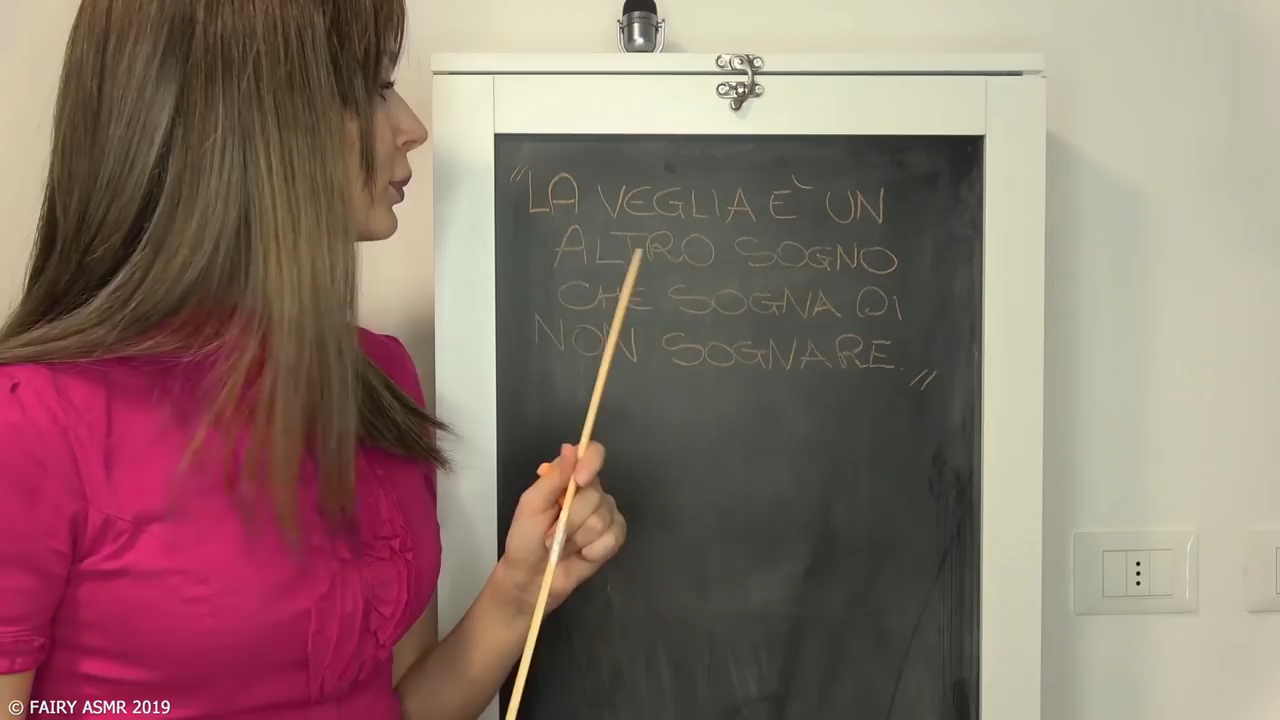 "LA VEGLIA È UN
ALTRO SOGNO
CHE SOGNA DI
NON SOGNARE."
© FAIRY ASMR 2019